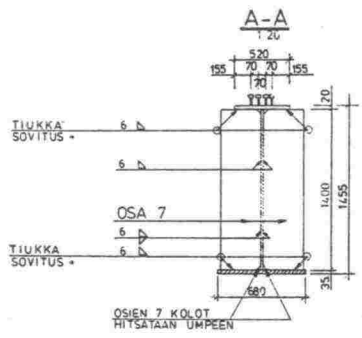 A-A
1:20
520
155 70 70 155
70
20
TIUKKA
SOVITUS +
6
6
1400
1455
OSA 7
6
TIUKKA
SOVITUS +
6
35
680
OSIEN 7 KOLOT
HITSATAAN UMPEEN